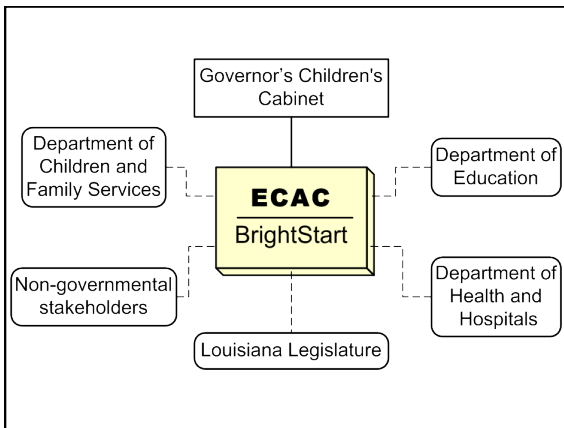 Governor's Children's
Cabinet
Department of
Children and
Family Services
Department of
Education
ECAC
BrightStart
Non-governmental
stakeholders
Department of
Health and
Hospitals
Louisiana Legislature